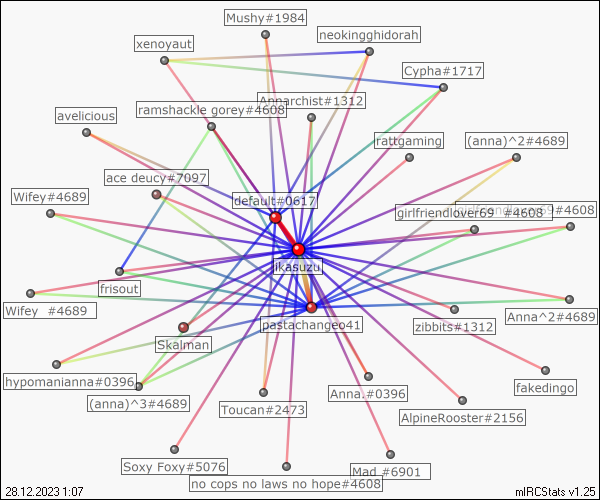 Mushy#1984
neokingghidorah
xenoyaut
Cypha#1717
Annarchist#1312
ramshackle gorey#4608
avelicious
rattgaming
(anna)^2#4689
ace deucy#7097
Wifey#4689
default#0617
girlfriendlover69 #4608
girlfriendlover69#4608
ikasuzu
frisout
Wifey #4689
Anna^2#4689
pastachangeo41
zibbits#1312
Skalman
hypomanianna#0396
fakedingo
Anna.#0396
(anna)^3#4689
Toucan#2473
AlpineRooster#2156
Soxy Foxy#5076
Mad_#6901
no cops no laws no hope#4608
28.12.2023 1:07
mIRCStats v1.25